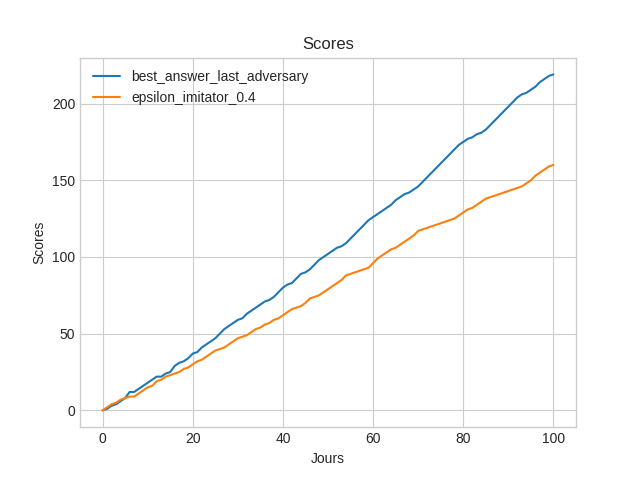 Scores
best_answer_last_adversary
epsilon_imitator_0.4
Scores
200
150
100
50
0
0 20 40 60 80 100
Jours